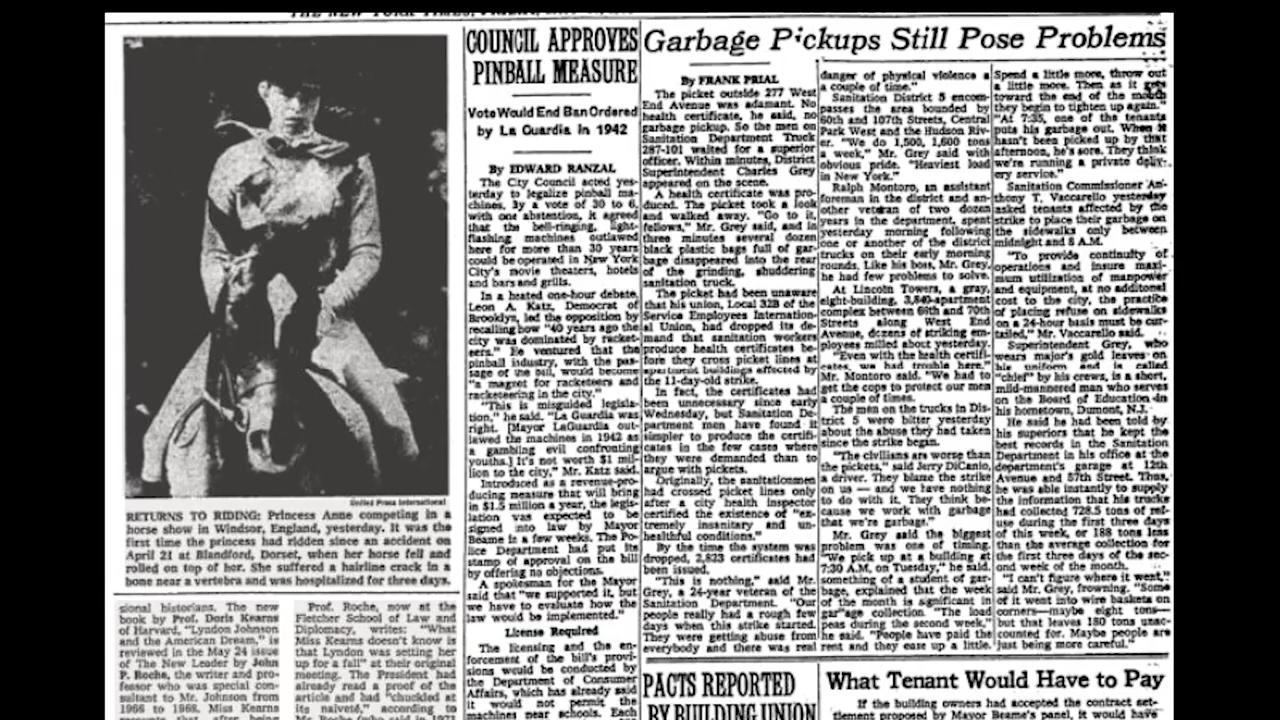 THE NEW YORK TIMES, FRIDAY,
United Press International
RETURNS TO RIDING: Princess Anne competing in a
horse show in Windsor, England, yesterday. It was the
first time the princess had ridden since an accident on
April 21 at Blandford, Dorset, when her horse fell and
rolled on top of her. She suffered a hairline crack in a
bone near a vertebra and was hospitalized for three days.
sional historians. The new
book by Prof. Doris Kearns
of Harvard, "Lyndon Johnson
and the American Dream," is
reviewed in the May 24 issue
of The New Leader by John
P. Roche, the writer and pro-
fessor who was special con-
sultant to Mr. Johnson from
1966 to 1968. Miss Kearns
recounts that, after being
Prof. Roche, now at the
Fletcher School of Law and
Diplomacy, writes: "What
Miss Kearns doesn't know is
that Lyndon was setting her
up for a fall" at their original
meeting. The President had
already read a proof of the
article and had "chuckled at
its naiveté," according to
Mr. Roche (who said in 1971
COUNCIL APPROVES
PINBALL MEASURE
Vote Would End Ban Ordered
by La Guardia in 1942
By EDWARD RANZAL
The City Council acted yes-
terday to legalize pinball ma-
chines. By a vote of 30 to 6,
with one abstention, it agreed
that the bell-ringing, light-
flashing machines outlawed
here for more than 30 years
could be operated in New York
City's movie theaters, hotels
and bars and grills.
In a heated one-hour debate,
Leon A. Katz, Democrat of
Brooklyn, led the opposition by
recalling how "40 years ago the
city was dominated by racket-
eers." He ventured that the
pinball industry, with the pas-
sage of the bill, would become
"a magnet for racketeers and
racketeering in the city."
"This is misguided legisla-
tion," he said. "La Guardia was
right. [Mayor LaGuardia out-
lawed the machines in 1942 as
a gambling evil confronting
youths.] It's not worth $1 mil-
lion to the city," Mr. Katz said.
Introduced as a revenue-pro-
ducing measure that will bring
in $1.5 million a year, the legis-
lation was expected to be
signed into law by Mayor
Beame in a few weeks. The Po-
lice Department had put its
stamp of approval on the bill
by offering no objections.
A spokesman for the Mayor
said that "we supported it, but
we have to evaluate how the
law would be implemented."
License Required
The licensing and the en-
forcement of the bill's provi-
sions would be conducted by
the Department of Consumer
Affairs, which has already said
it would not permit the
machines near schools. Each
Garbage Pickups Still Pose Problems
By FRANK PRIAL
The picket outside 277 West
End Avenue was adamant. No
health certificate, he said, no
garbage pickup. So the men on
Sanitation Department Truck
287-101 waited for a superior
officer. Within minutes, District
Superintendent Charles Grey
appeared on the scene.
A health certificate was pro-
duced. The picket took a look
and walked away. "Go to it,
fellows," Mr. Grey said, and in
three minutes several dozen
black plastic bags full of gar-
bage disappeared into the rear
of the grinding, shuddering
sanitation truck.
The picket had been unaware
that his union, Local 32B of the
Service Employees Internation-
al Union, had dropped its de-
mand that sanitation workers
produce health certificates be-
fore they cross picket lines at
apartment buildings affected by
the 11-day-old strike.
In fact, the certificates had
been unnecessary since early
Wednesday, but Sanitation De-
partment men have found it
simpler to produce the certifi-
cates in the few cases where
they were demanded than to
argue with pickets.
Originally, the sanitationmen
had crossed picket lines only
after a city health inspector
certified the existence of "ex-
tremely insanitary and un-
healthful conditions."
By the time the system was
dropped, 2,823 certificates had
been issued.
"This is nothing," said Mr.
Grey, a 24-year veteran of the
Sanitation Department. "Our
people really had a rough few
days when this strike started.
They were getting abuse from
everybody and there was real
danger of physical violence a
a couple of time."
Sanitation District 5 encom-
passes the area bounded by
60th and 107th Streets, Central
Park West and the Hudson Riv-
er. "We do 1,500, 1,600 tons
a week," Mr. Grey said with
obvious pride. "Heaviest load
in New York."
Ralph Montoro, an assistant
foreman in the district and an-
other veteran of two dozen
years in the department, spent
yesterday morning following
one or another of the district
trucks on their early morning
rounds. Like his boss, Mr. Grey,
he had few problems to solve.
At Lincoln Towers, a gray,
eight-building, 3,840-apartment
complex between 66th and 70th
Streets along West End
Avenue, dozens of striking em-
ployees milled about yesterday.
"Even with the health certifi-
cates, we had trouble here,"
Mr. Montoro said. "We had to
get the cops to protect our men
a couple of times.
The men on the trucks in Dis-
trict 5 were bitter yesterday
about the abuse they had taken
since the strike began.
"The civilians are worse than
the pickets," said Jerry DiCanio,
a driver. They blame the strike
on us — and we have nothing
to do with it. They think be-
cause we work with garbage
that we're garbage."
Mr. Grey said the biggest
problem was one of timing.
"We pick up at a building at
7:30 A.M. on Tuesday," he said.
something of a student of gar-
bage, explained that the week
of the month is significant in
gar"age collection. "The load
peas during the second week,"
he said. "People have paid the
rent and they ease up a little.
Spend a little more, throw out
a little more. Then as it goes
toward the end of the month
they begin to tighten up again."
"At 7:35, one of the tenants
puts his garbage out. When it
hasn't been picked up by that
afternoon, he's sore. They think
we're running a private deliv-
ery service."
Sanitation Commissioner An-
thony T. Vaccarello yesterday
asked tenants affected by the
strike to place their garbage on
the sidewalks only between
midnight and 8 A.M.
"To provide continuity of
operations and insure maxi-
mum utilization of manpower
and equipment, at no additonal
cost to the city, the practice
of placing refuse on sidewalks
on a 24-hour basis must be cur-
tailed," Mr. Vaccarello said.
Superintendent Grey, who
wears major's gold leaves on
his uniform and is called
"chief" by his crews, is a short,
mild-mannered man who serves
on the Board of Education in
his hometown, Dumont, N.J.
He said he had been told by
his superiors that he kept the
best records in the Sanitation
Department in his office at the
department's garage at 12th
Avenue and 57th Street. Thus,
he was able instantly to supply
the information that his trucks
had collected 728.5 tons of ref-
use during the first three days
of this week, or 188 tons less
than the average collection for
the first three days of the sec-
ond week of the month.
"I can't figure where it went,"
said Mr. Grey, frowning. "Some
of it went into wire baskets on
corners—maybe eight tons—
but that leaves 180 tons unac-
counted for. Maybe people are
just being more careful."
PACTS REPORTED
BY BUILDING UNION
What Tenant Would Have to Pay
If the building owners had accepted the contract set-
tlement proposed by Mayor Beame's panel, it would have